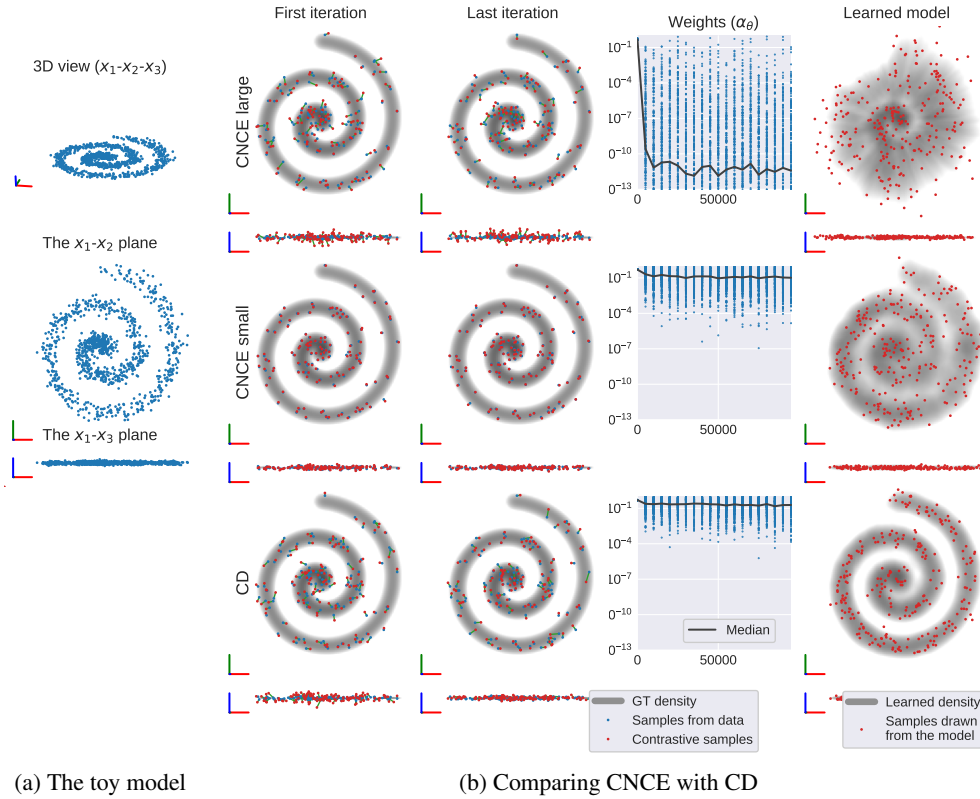 First iteration
Last iteration
Weights (αθ)
Learned model
3D view (x1-x2-x3)
The x1-x2 plane
The x1-x3 plane
CNCE large
10−1
10−4
10−7
10−10
10−13
0
50000
CNCE small
10−1
10−4
10−7
10−10
10−13
0
50000
CD
10−1
10−4
10−7
10−10
10−13
Median
0
50000
GT density
Samples from data
Contrastive samples
Learned density
Samples drawn
from the model
(a) The toy model
(b) Comparing CNCE with CD